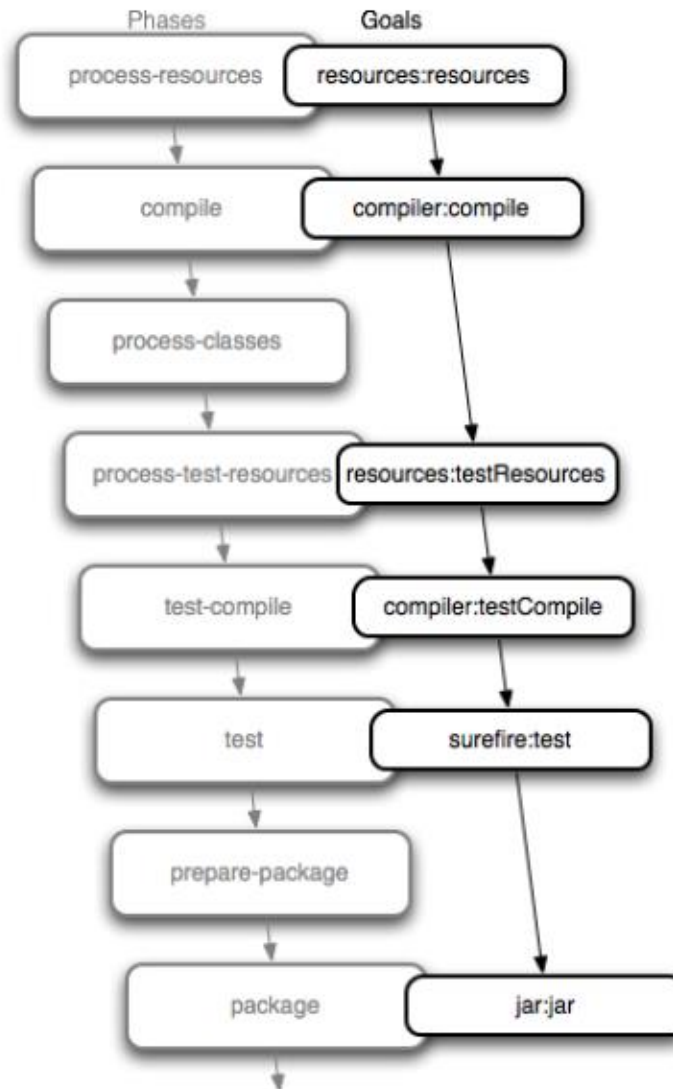 Phases Goals
process-resources resources:resources
compile compiler:compile
process-classes
process-test-resources resources:testResources
test-compile compiler:testCompile
test surefire:test
prepare-package
package jar:jar